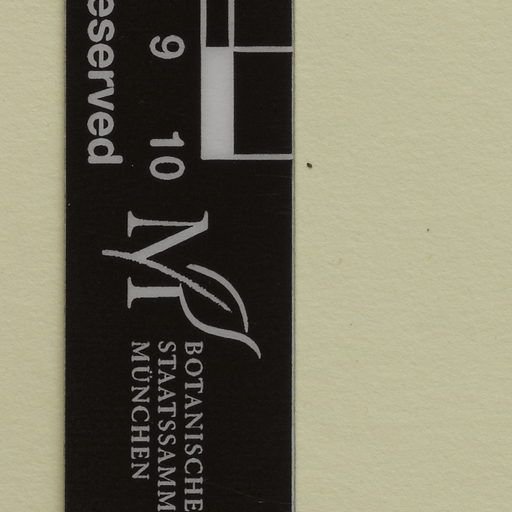 eserved
9
10
M
BOTANISCHE
STAATSSAMM
MÜNCHEN